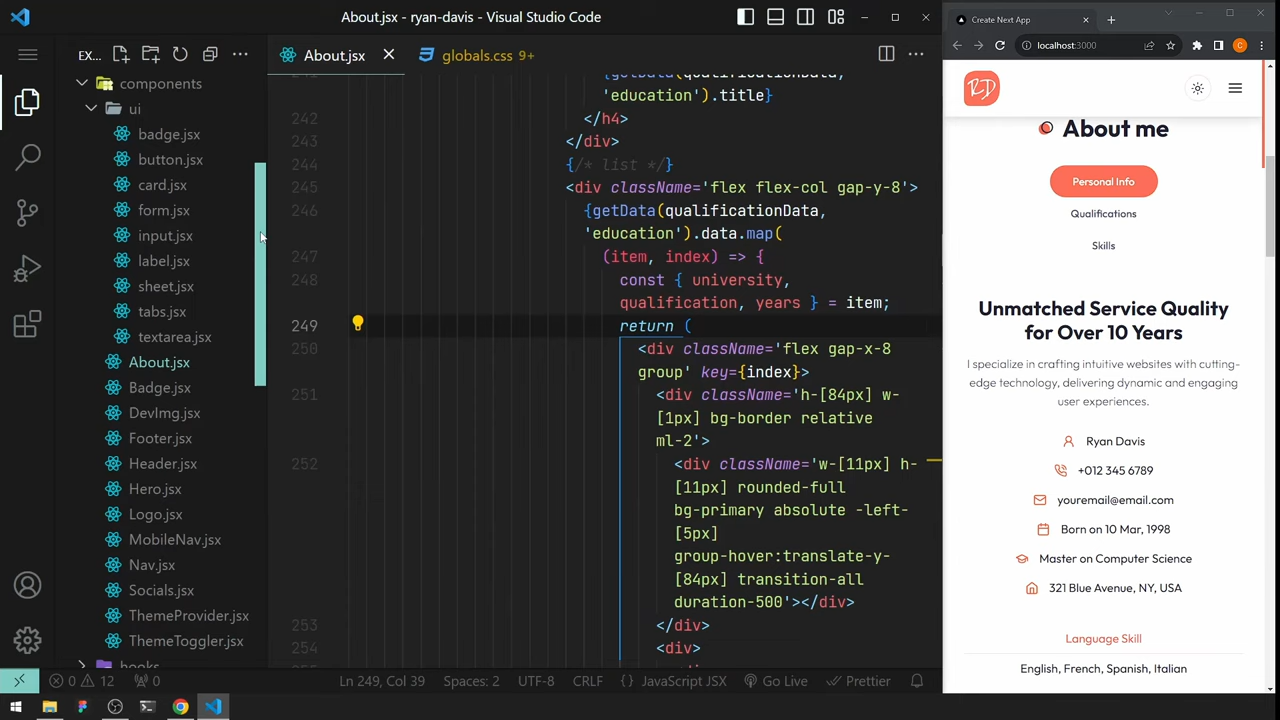 About.jsx - ryan-davis - Visual Studio Code
EX...
components
ui
badge.jsx
button.jsx
card.jsx
form.jsx
input.jsx
label.jsx
sheet.jsx
tabs.jsx
textarea.jsx
About.jsx
Badge.jsx
DevImg.jsx
Footer.jsx
Header.jsx
Hero.jsx
Logo.jsx
MobileNav.jsx
Nav.jsx
Socials.jsx
ThemeProvider.jsx
ThemeToggler.jsx
books
About.jsx
globals.css 9+
{getData(qualificationData,
'education').title}
242 </h4>
243 </div>
244 {/* list */}
245 <div className='flex flex-col gap-y-8'>
246 {getData(qualificationData,
'education').data.map(
247 (item, index) => {
248 const { university,
qualification, years } = item;
249 return (
250 <div className='flex gap-x-8
group' key={index}>
251 <div className='h-[84px] w-
[1px] bg-border relative
ml-2'>
252 <div className='w-[11px] h-
[11px] rounded-full
bg-primary absolute -left-
[5px]
group-hover:translate-y-
[84px] transition-all
duration-500'></div>
253 </div>
254 <div>
0 12 0
Ln 249, Col 39
Spaces: 2
UTF-8
CRLF
{} JavaScript JSX
Go Live
Prettier
Create Next App
localhost:3000
C
RD
About me
Personal Info
Qualifications
Skills
Unmatched Service Quality
for Over 10 Years
I specialize in crafting intuitive websites with cutting-
edge technology, delivering dynamic and engaging
user experiences.
Ryan Davis
+012 345 6789
youremail@email.com
Born on 10 Mar, 1998
Master on Computer Science
321 Blue Avenue, NY, USA
Language Skill
English, French, Spanish, Italian